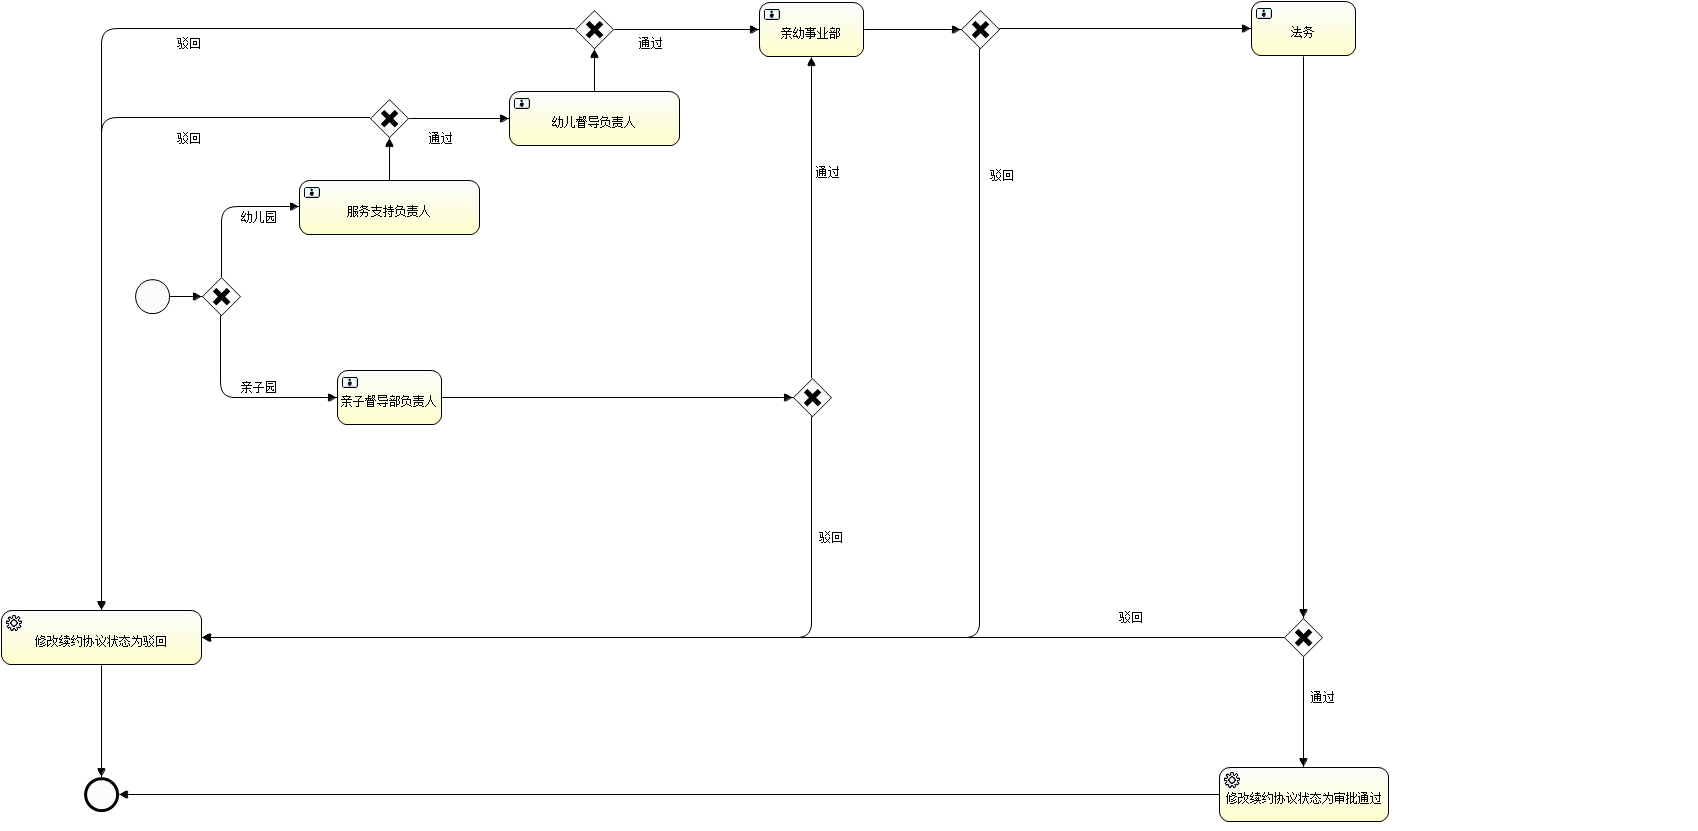 亲幼事业部
法务
驳回
通过
幼儿督导负责人
驳回
通过
通过
驳回
服务支持负责人
幼儿园
亲子园
亲子督导部负责人
驳回
驳回
修改续约协议状态为驳回
通过
修改续约协议状态为审批通过